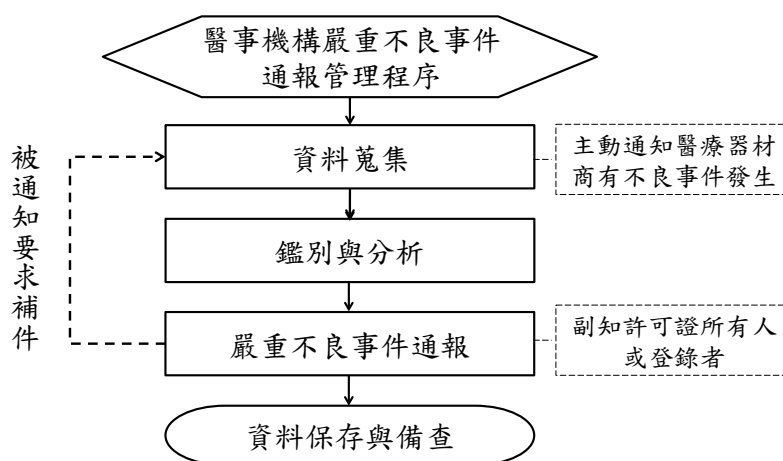 醫事機構嚴重不良事件
通報管理程序
資料蒐集
主動通知醫療器材
商有不良事件發生
被通知要求補件
鑑別與分析
嚴重不良事件通報
副知許可證所有人
或登錄者
資料保存與備查